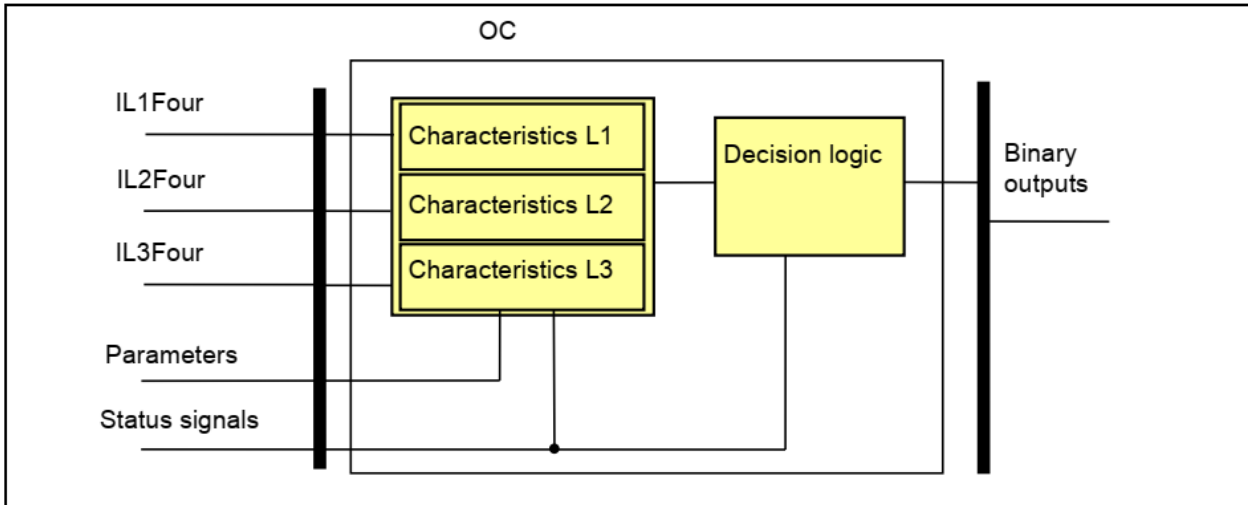 OC
IL1Four
IL2Four
IL3Four
Parameters
Status signals
Characteristics L1
Characteristics L2
Characteristics L3
Decision logic
Binary
outputs